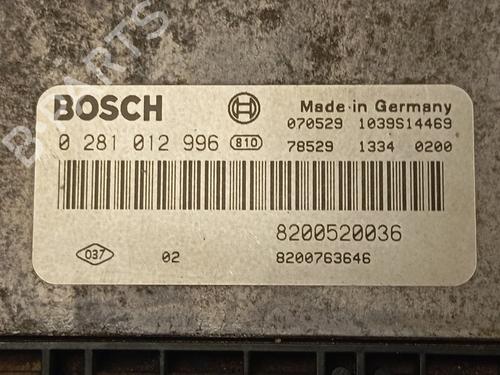 BOSCH
Made in Germany
070529 1039S14469
0 281 012 996 810
78529 1334 0200
8200520036
037 02 8200763646